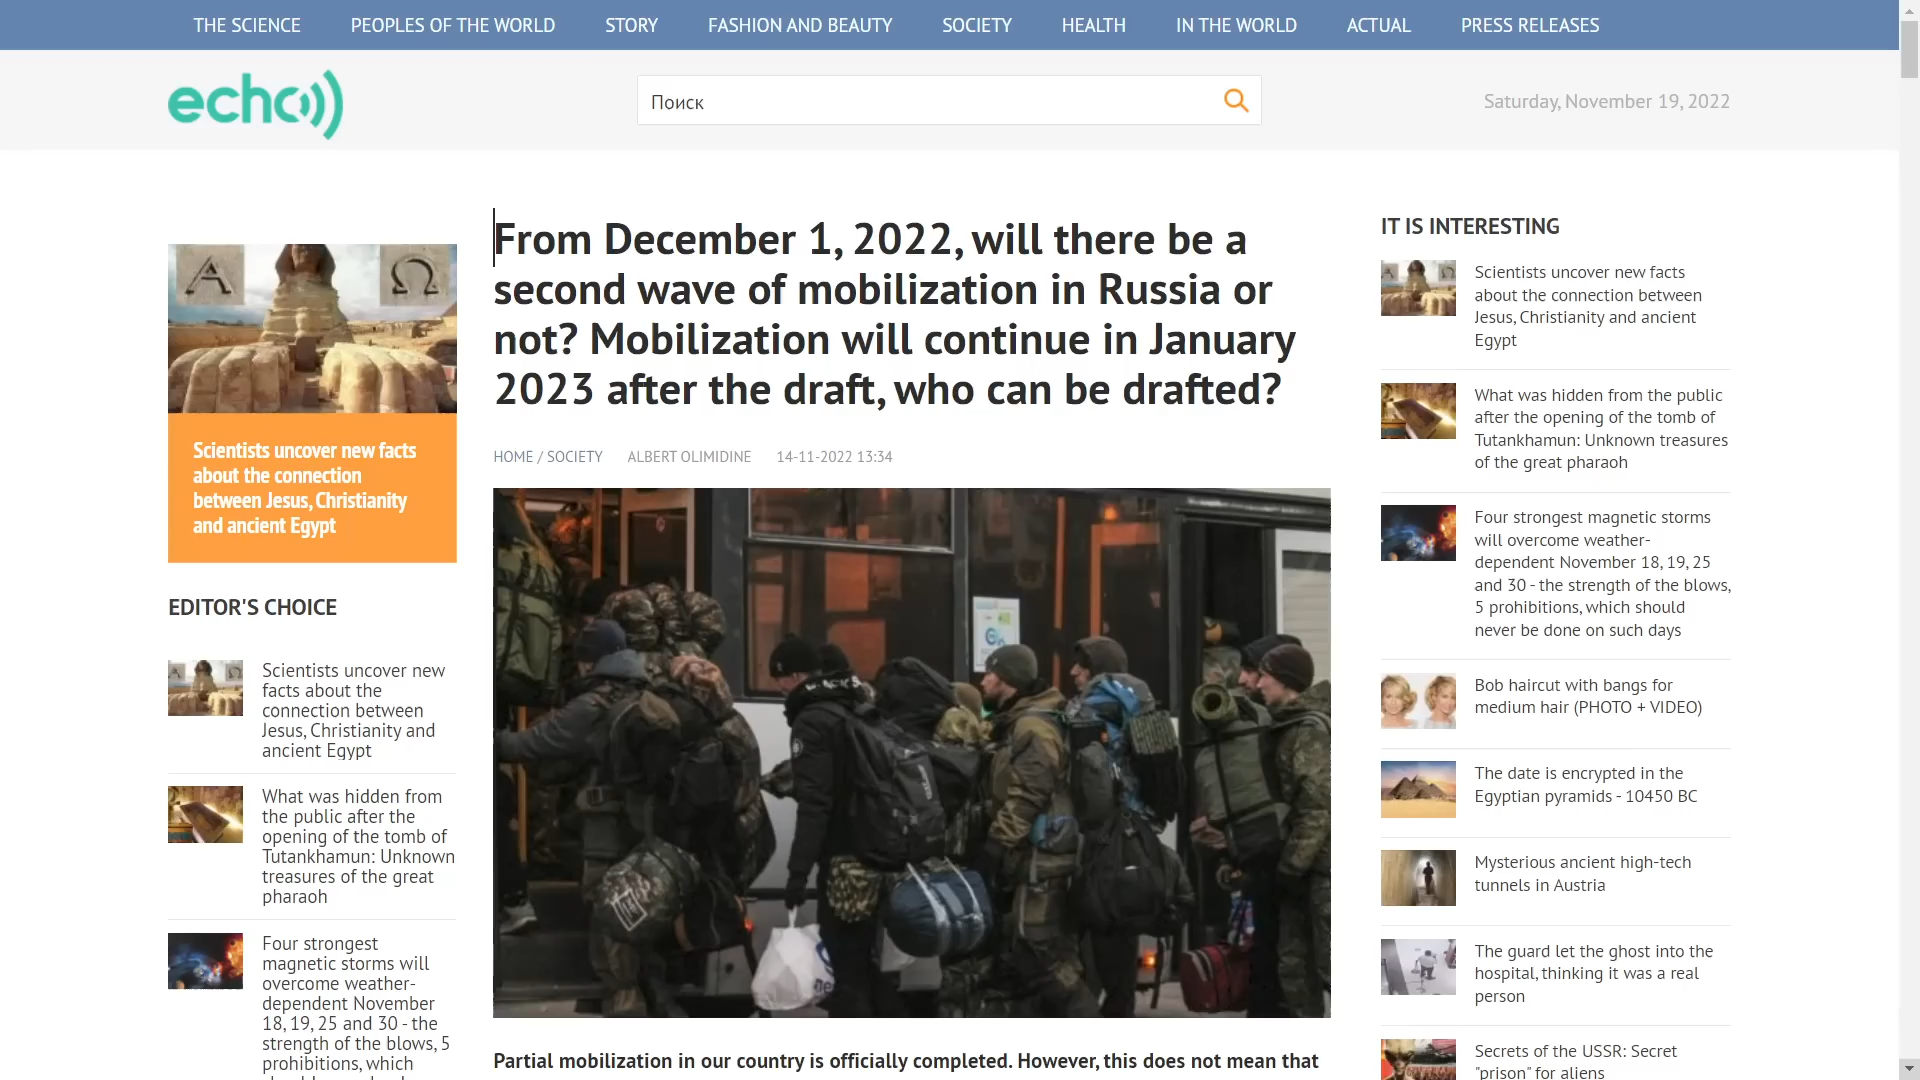 THE SCIENCE PEOPLES OF THE WORLD STORY FASHION AND BEAUTY SOCIETY HEALTH IN THE WORLD ACTUAL PRESS RELEASES
echo
Поиск
Saturday, November 19, 2022
Scientists uncover new facts
about the connection
between Jesus, Christianity
and ancient Egypt
EDITOR'S CHOICE
Scientists uncover new
facts about the
connection between
Jesus, Christianity and
ancient Egypt
What was hidden from
the public after the
opening of the tomb of
Tutankhamun: Unknown
treasures of the great
pharaoh
Four strongest
magnetic storms will
overcome weather-
dependent November
18, 19, 25 and 30 - the
strength of the blows, 5
prohibitions, which
From December 1, 2022, will there be a
second wave of mobilization in Russia or
not? Mobilization will continue in January
2023 after the draft, who can be drafted?
HOME / SOCIETY ALBERT OLIMIDINE 14-11-2022 13:34
Partial mobilization in our country is officially completed. However, this does not mean that
IT IS INTERESTING
Scientists uncover new facts
about the connection between
Jesus, Christianity and ancient
Egypt
What was hidden from the public
after the opening of the tomb of
Tutankhamun: Unknown treasures
of the great pharaoh
Four strongest magnetic storms
will overcome weather-
dependent November 18, 19, 25
and 30 - the strength of the blows,
5 prohibitions, which should
never be done on such days
Bob haircut with bangs for
medium hair (PHOTO + VIDEO)
The date is encrypted in the
Egyptian pyramids - 10450 BC
Mysterious ancient high-tech
tunnels in Austria
The guard let the ghost into the
hospital, thinking it was a real
person
Secrets of the USSR: Secret
"prison" for aliens